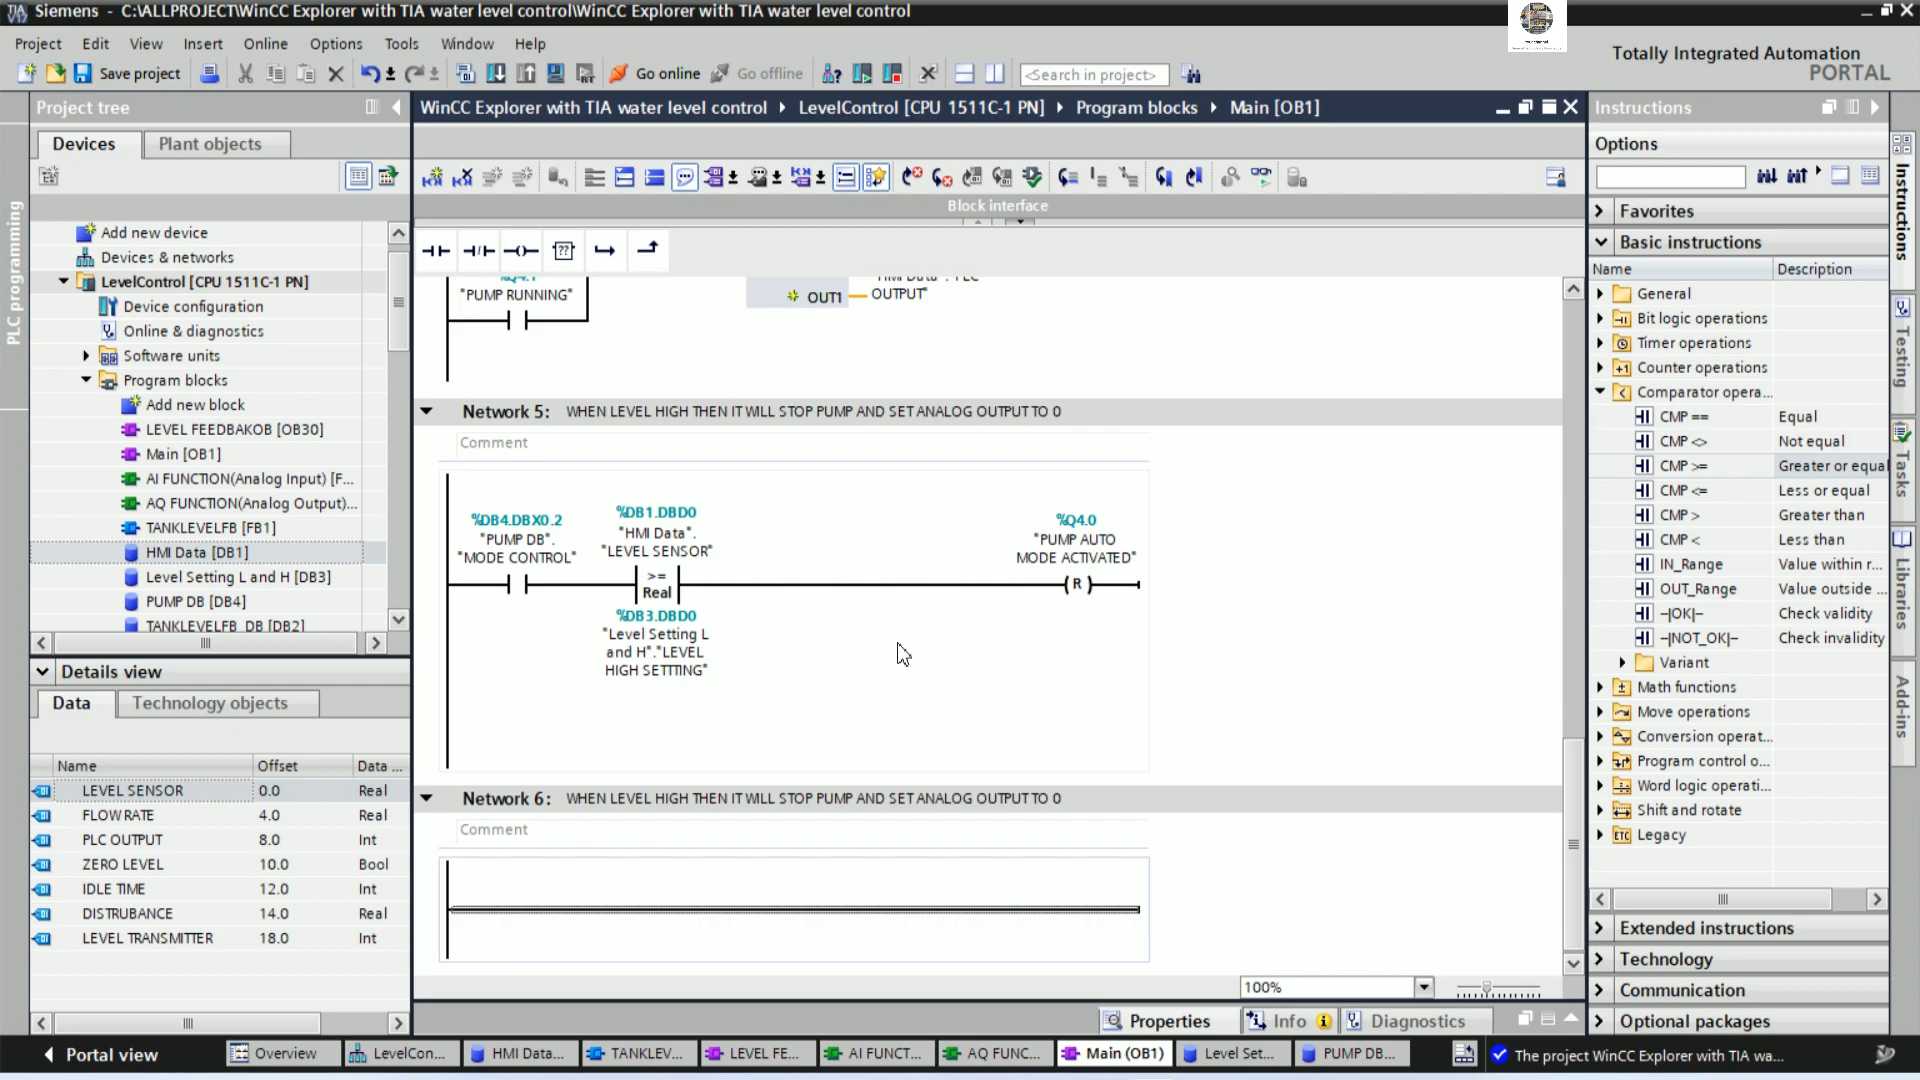 Siemens - C:\ALLPROJECT\WinCC Explorer with TIA water level control\WinCC Explorer with TIA water level control
Project Edit View Insert Online Options Tools Window Help
Totally Integrated Automation
PORTAL
Save project
Go online
Go offline
<Search in project>
Project tree
WinCC Explorer with TIA water level control LevelControl [CPU 1511C-1 PN] Program blocks Main [OB1]
Instructions
Devices
Plant objects
Options
Block interface
PLC programming
Add new device
Devices & networks
LevelControl [CPU 1511C-1 PN]
Device configuration
Online & diagnostics
Software units
Program blocks
Add new block
LEVEL FEEDBAKOB [OB30]
Main [OB1]
AI FUNCTION(Analog Input) [F...
AQ FUNCTION(Analog Output)...
TANKLEVELFB [FB1]
HMI Data [DB1]
Level Setting L and H [DB3]
PUMP DB [DB4]
TANKLEVELFB_DB [DB2]
Details view
Data
Technology objects
Name Offset Data ...
LEVEL SENSOR 0.0 Real
FLOW RATE 4.0 Real
PLC OUTPUT 8.0 Int
ZERO LEVEL 10.0 Bool
IDLE TIME 12.0 Int
DISTRUBANCE 14.0 Real
LEVEL TRANSMITTER 18.0 Int
%Q4.1
"PUMP RUNNING"
OUT1
"HMI Data". PLC
OUTPUT"
Network 5: WHEN LEVEL HIGH THEN IT WILL STOP PUMP AND SET ANALOG OUTPUT TO 0
Comment
%DB4.DBX0.2
"PUMP DB".
"MODE CONTROL"
%DB1.DBD0
"HMI Data".
"LEVEL SENSOR"
>=
Real
%DB3.DBD0
"Level Setting L
and H"."LEVEL
HIGH SETTTING"
%Q4.0
"PUMP AUTO
MODE ACTIVATED"
R
Network 6: WHEN LEVEL HIGH THEN IT WILL STOP PUMP AND SET ANALOG OUTPUT TO 0
Comment
100%
Properties
Info
Diagnostics
Favorites
Basic instructions
Name Description
General
Bit logic operations
Timer operations
Counter operations
Comparator opera...
CMP == Equal
CMP <> Not equal
CMP >= Greater or equal
CMP <= Less or equal
CMP > Greater than
CMP < Less than
IN_Range Value within r...
OUT_Range Value outside ...
-|OK|- Check validity
-|NOT_OK|- Check invalidity
Variant
Math functions
Move operations
Conversion operat...
Program control o...
Word logic operati...
Shift and rotate
Legacy
Extended instructions
Technology
Communication
Optional packages
Instructions
Testing
Tasks
Libraries
Add-ins
Portal view
Overview
LevelCon...
HMI Data...
TANKLEV...
LEVEL FE...
AI FUNCT...
AQ FUNC...
Main (OB1)
Level Set...
PUMP DB...
The project WinCC Explorer with TIA wa...